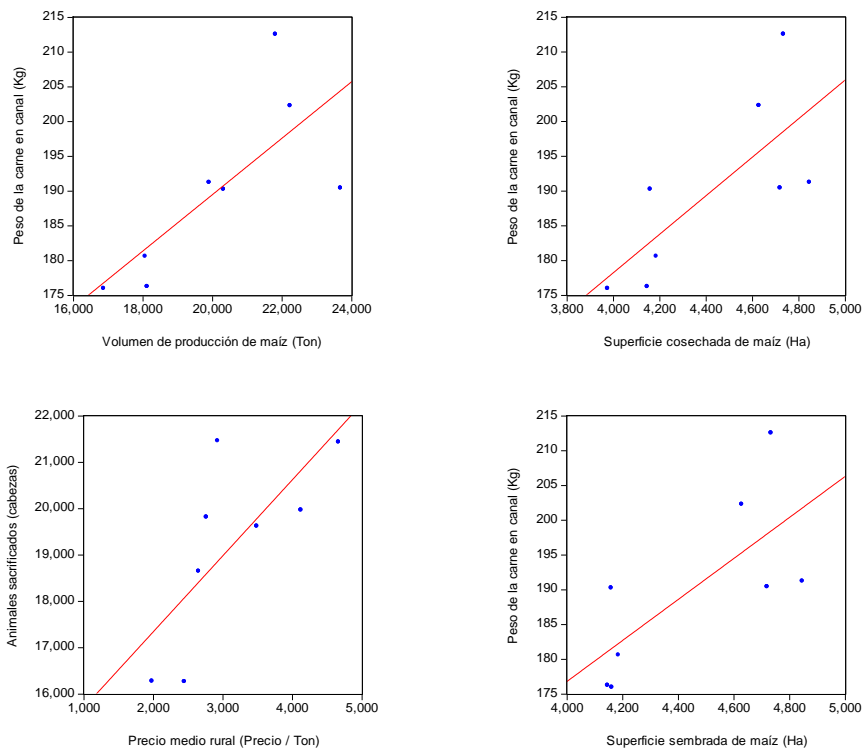 215
210
205
200
195
190
185
180
175
Peso de la carne en canal (Kg)
16,000 20,000 22,000 24,000
Volumen de producción de maíz (Ton)
215
210
205
200
195
190
185
180
175
Peso de la carne en canal (Kg)
3,800 4,000 4,200 4,400 4,600 4,800 5,000
Superficie cosechada de maíz (Ha)
22,000
21,000
20,000
19,000
18,000
17,000
16,000
Animales sacrificados (cabezas)
1,000 2,000 3,000 4,000 5,000
Precio medio rural (Precio / Ton)
215
210
205
200
195
190
185
180
175
Peso de la carne en canal (Kg)
4,000 4,200 4,400 4,600 4,800 5,000
Superficie sembrada de maíz (Ha)